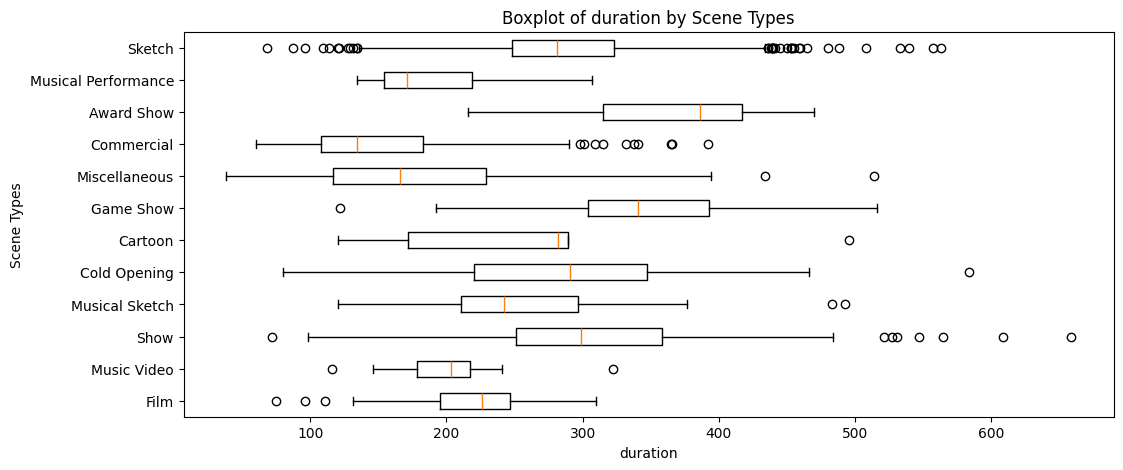 Boxplot of duration by Scene Types
Scene Types
Sketch
Musical Performance
Award Show
Commercial
Miscellaneous
Game Show
Cartoon
Cold Opening
Musical Sketch
Show
Music Video
Film
100 200 300 400 500 600
duration